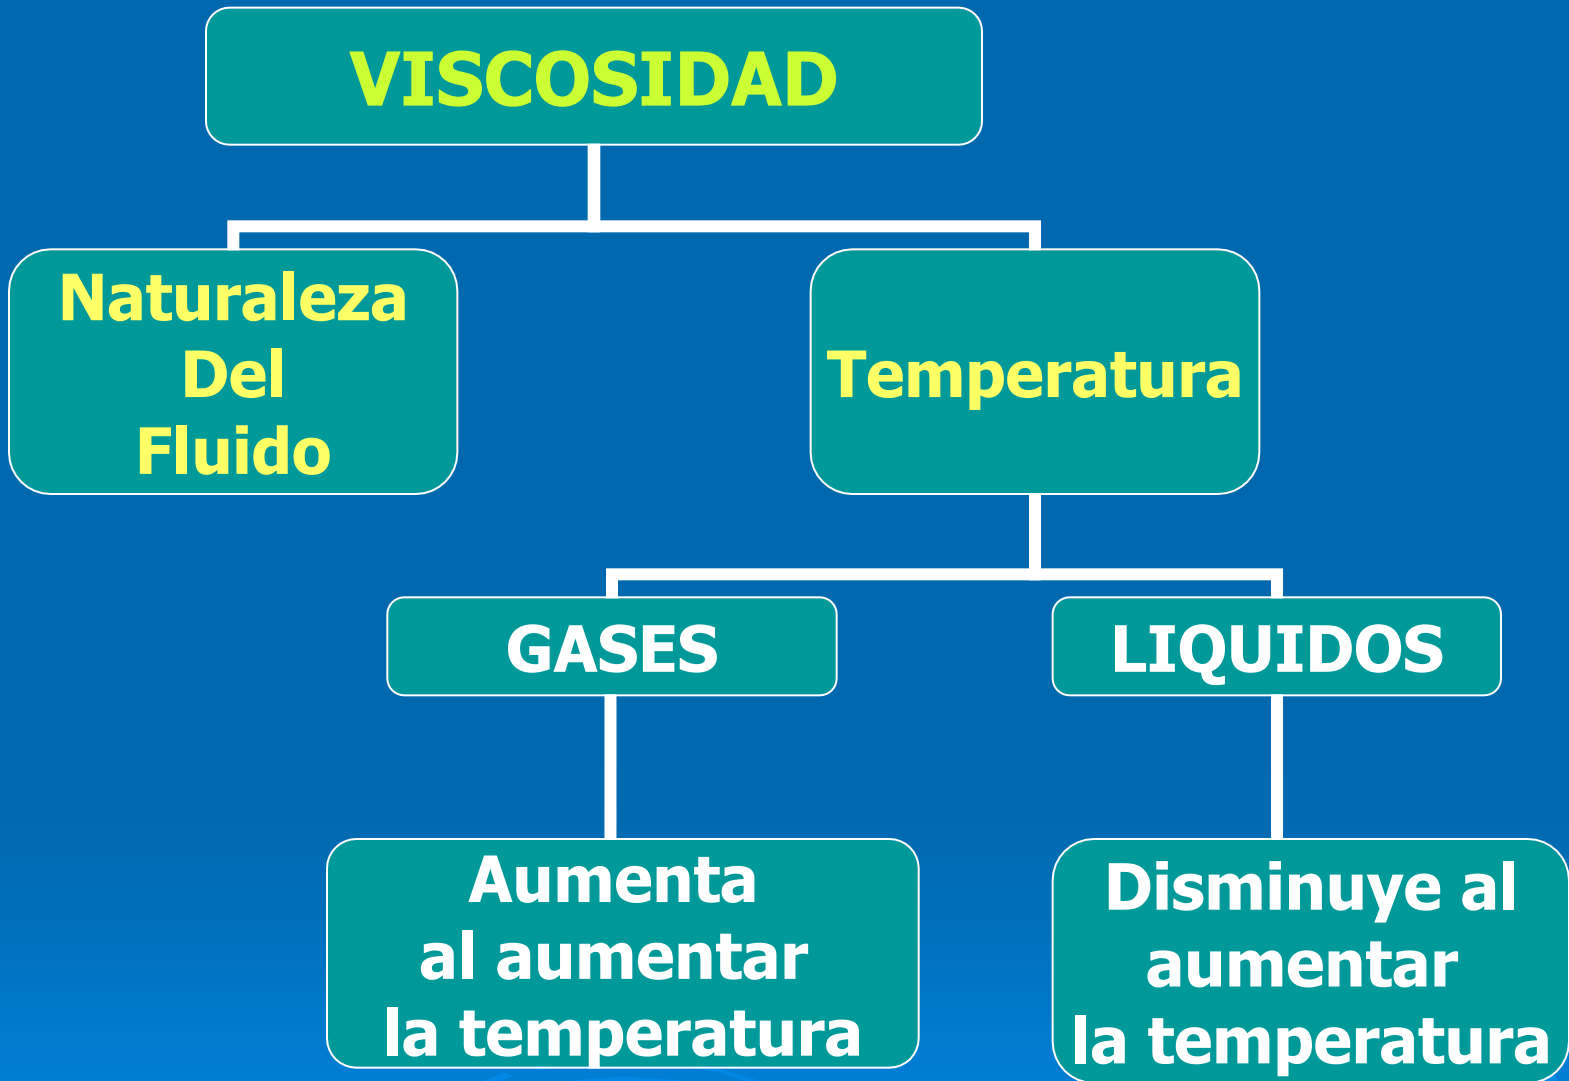 VISCOSIDAD
Naturaleza
Del
Fluido
Temperatura
GASES
LIQUIDOS
Aumenta
al aumentar
la temperatura
Disminuye al
aumentar
la temperatura